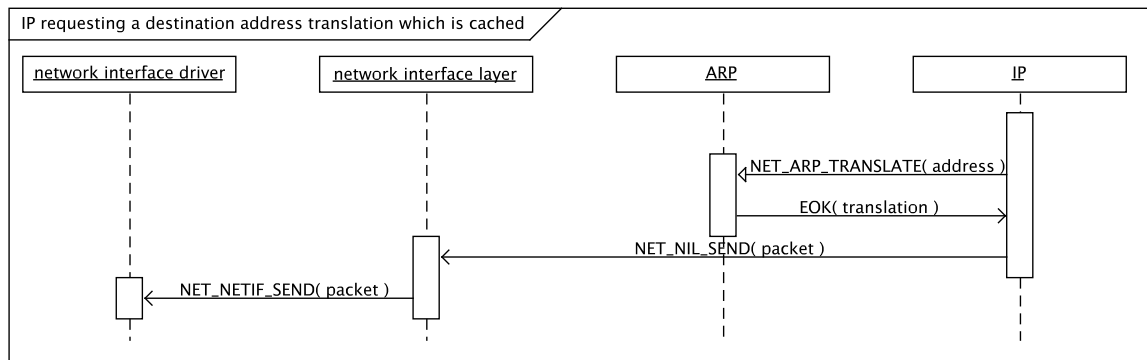 IP requesting a destination address translation which is cached
network interface driver
network interface layer
ARP
IP
NET_ARP_TRANSLATE( address )
EOK( translation )
NET_NIL_SEND( packet )
NET_NETIF_SEND( packet )